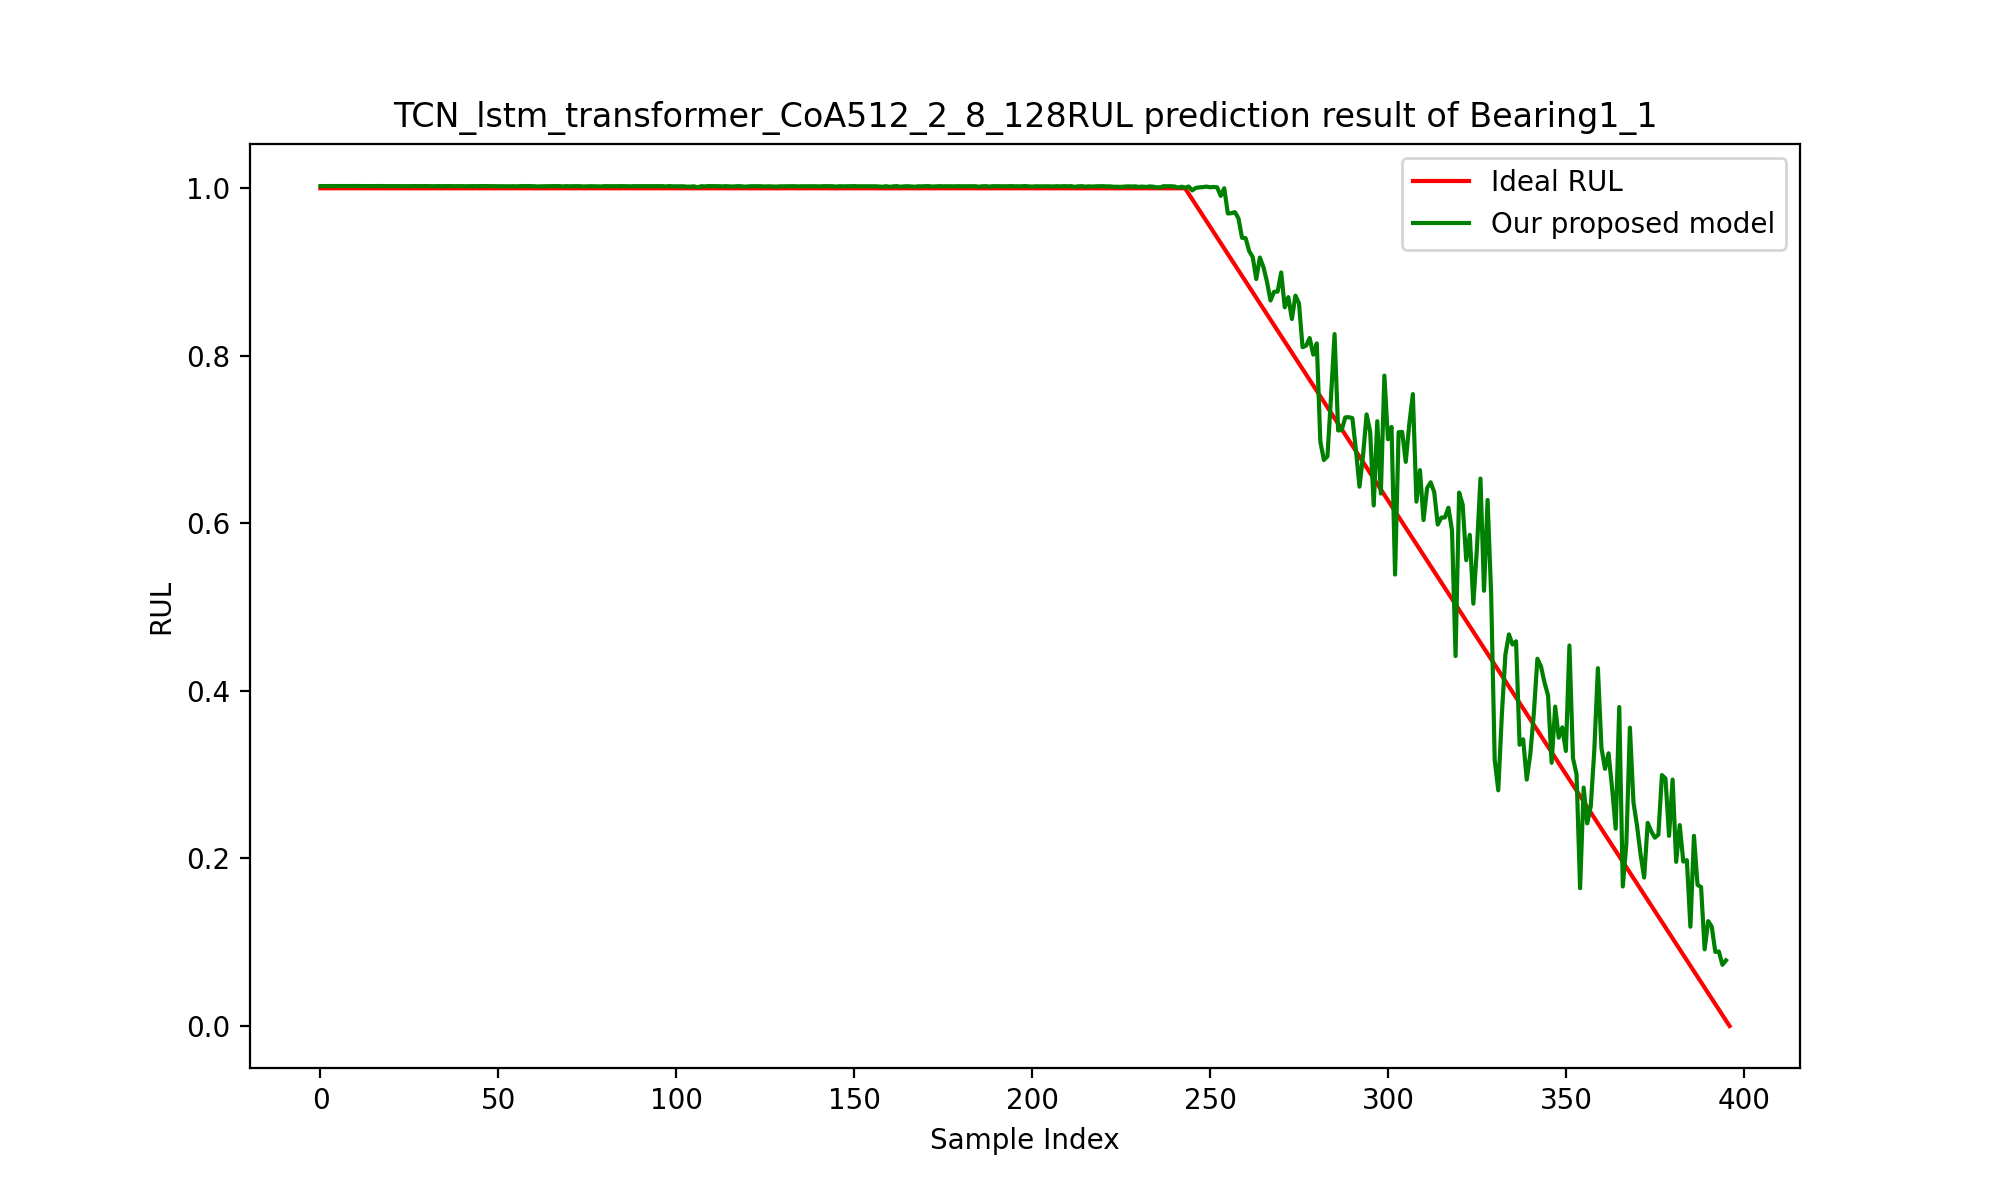 TCN_lstm_transformer_CoA512_2_8_128RUL prediction result of Bearing1_1
Ideal RUL
Our proposed model
1.0
0.8
0.6
0.4
0.2
0.0
RUL
0 50 100 150 200 250 300 350 400
Sample Index